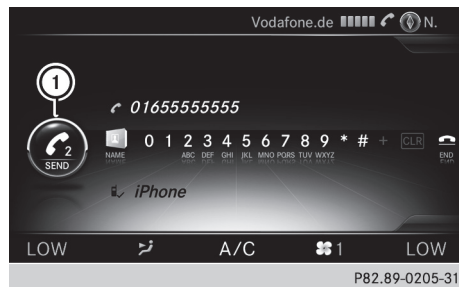 Vodafone.de N.
1
01655555555
2
SEND
NAME
0 1 2 3 4 5 6 7 8 9 * # + CLR
ABC DEF GHI JKL MNO PQRS TUV WXYZ
END
iPhone
LOW A/C 1 LOW
P82.89-0205-31